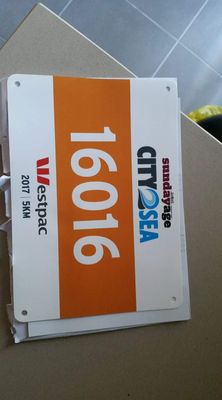 sundayage
CITY2SEA
16016
Westpac
2017 | 5KM